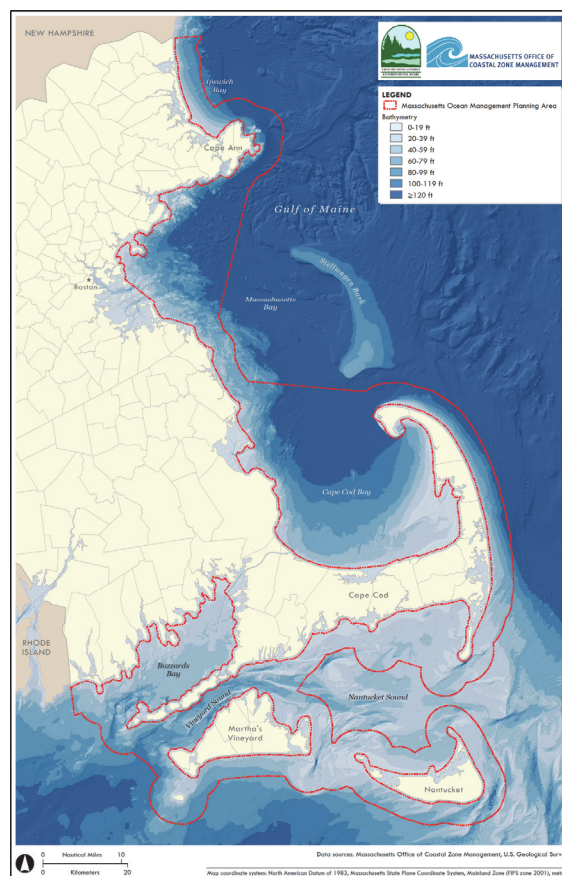 NEW HAMPSHIRE
MASSACHUSETTS OFFICE OF
COASTAL ZONE MANAGEMENT
LEGEND
Massachusetts Ocean Management Planning Area
Bathymetry
0-19 ft
20-39 ft
40-59 ft
60-79 ft
80-99 ft
100-119 ft
≥120 ft
Ipswich
Bay
Cape Ann
Gulf of Maine
Stellwagen Bank
Boston
Massachusetts
Bay
Cape Cod Bay
Cape Cod
RHODE
ISLAND
Buzzards
Bay
Vineyard Sound
Nantucket Sound
Martha's
Vineyard
Nantucket
0 Nautical Miles 10
0 Kilometers 20
Data sources: Massachusetts Office of Coastal Zone Management, U.S. Geological Surv
Map coordinate system: North American Datum of 1983, Massachusetts State Plane Coordinate System, Mainland Zone (FIPS zone 2001), met